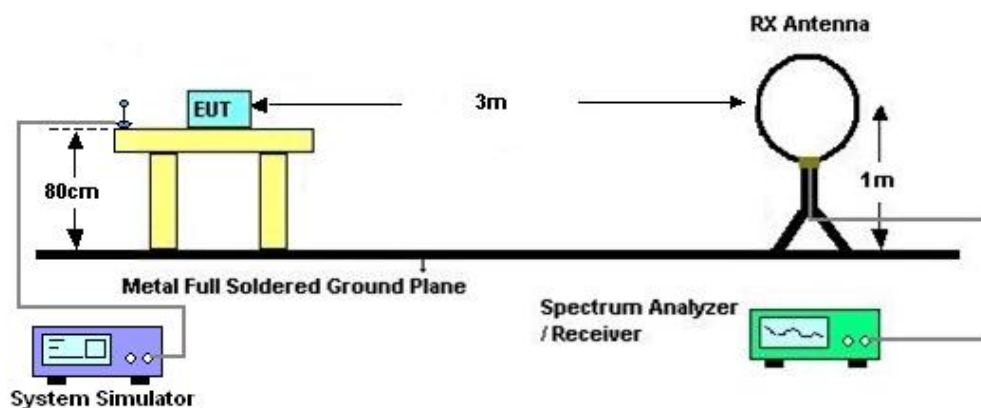 RX Antenna
EUT
3m
80cm
1m
Metal Full Soldered Ground Plane
Spectrum Analyzer
/ Receiver
System Simulator